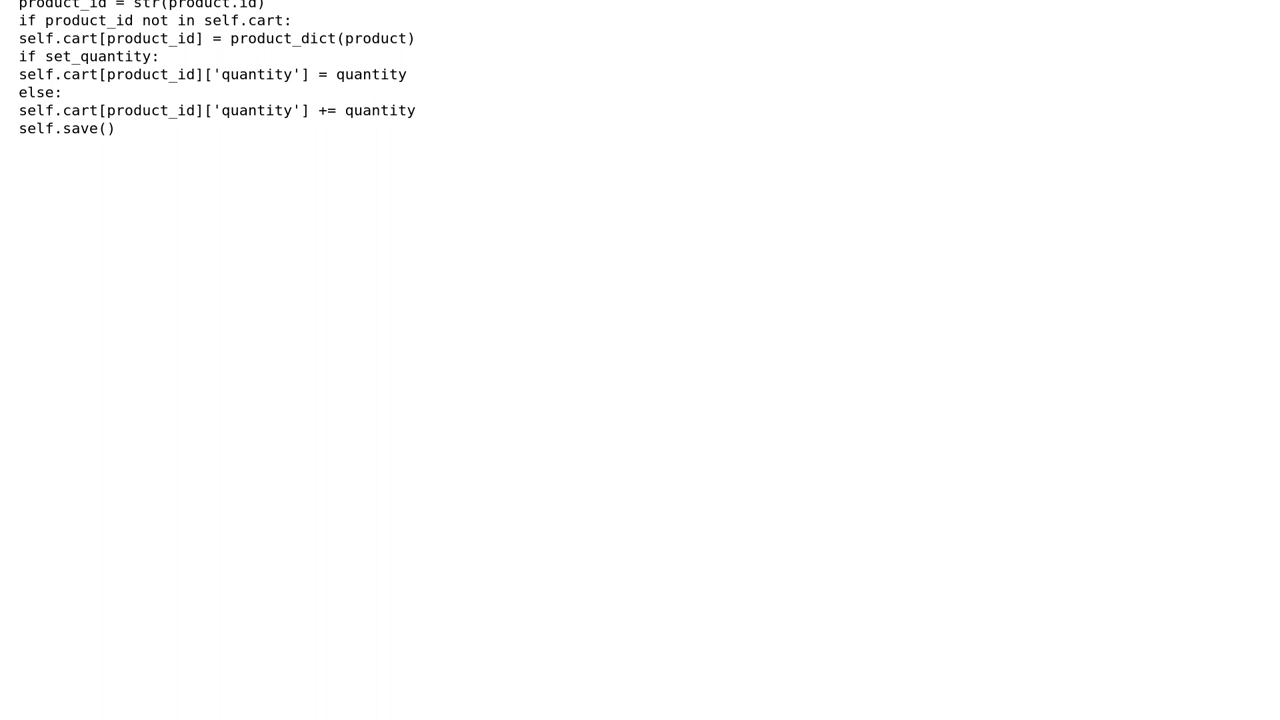 product_id = str(product.id)
if product_id not in self.cart:
self.cart[product_id] = product_dict(product)
if set_quantity:
self.cart[product_id]['quantity'] = quantity
else:
self.cart[product_id]['quantity'] += quantity
self.save()